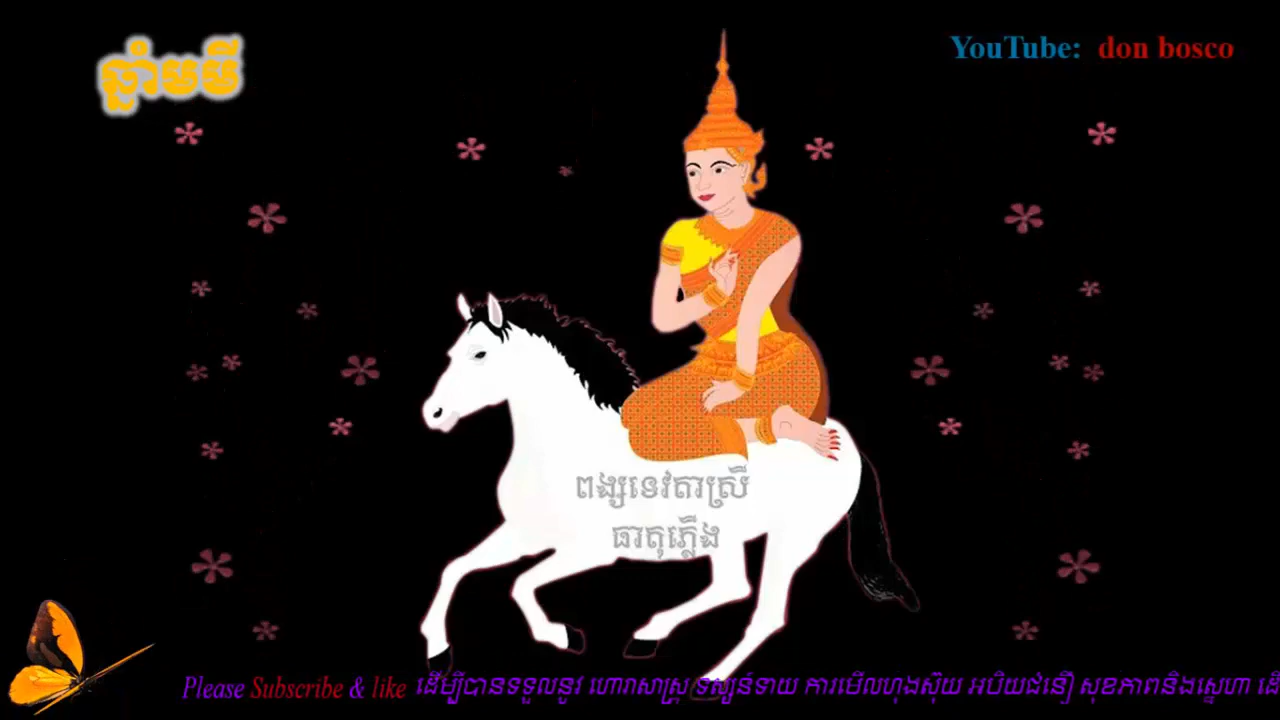 ឆ្នាំមមី
YouTube: don bosco
ពង្សទេវតាស្រី
ធាតុភ្លើង
Please Subscribe & like ដើម្បីបានទទួលនូវ ហោរាសាស្ត្រ ទស្សន៍ទាយ ការមើលហុងស៊ុយ អបិយជំនឿ សុខភាពនិងស្នេហា ដើ